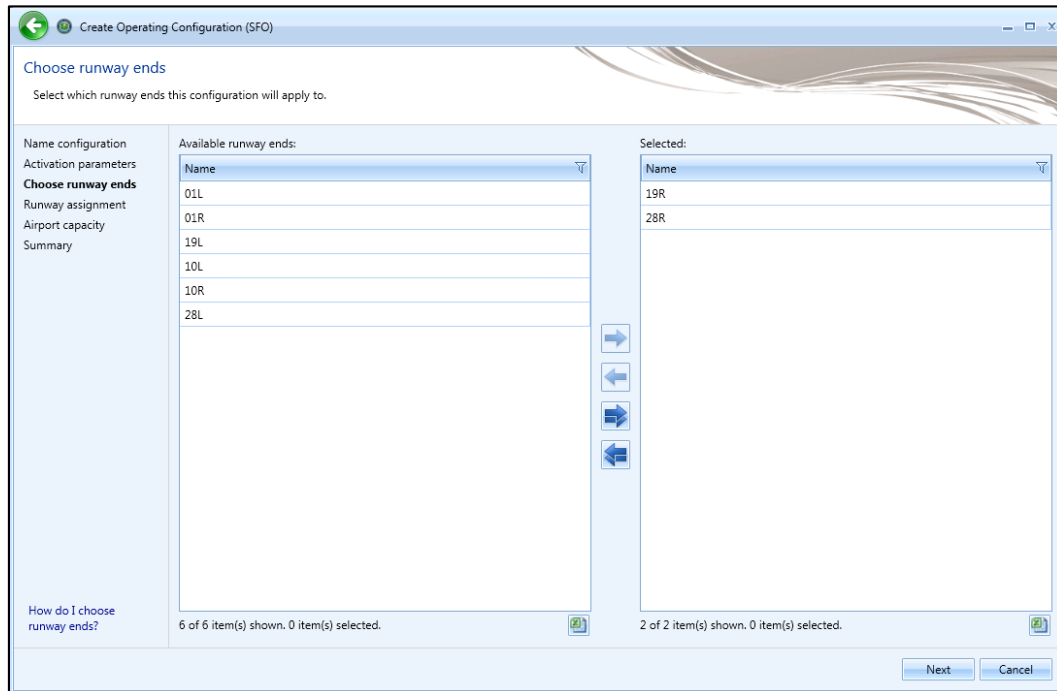 Create Operating Configuration (SFO)
Choose runway ends
Select which runway ends this configuration will apply to.
Name configuration
Activation parameters
Choose runway ends
Runway assignment
Airport capacity
Summary
How do I choose
runway ends?
Available runway ends:
Name
01L
01R
19L
10L
10R
28L
6 of 6 item(s) shown. 0 item(s) selected.
Selected:
Name
19R
28R
2 of 2 item(s) shown. 0 item(s) selected.
Next
Cancel